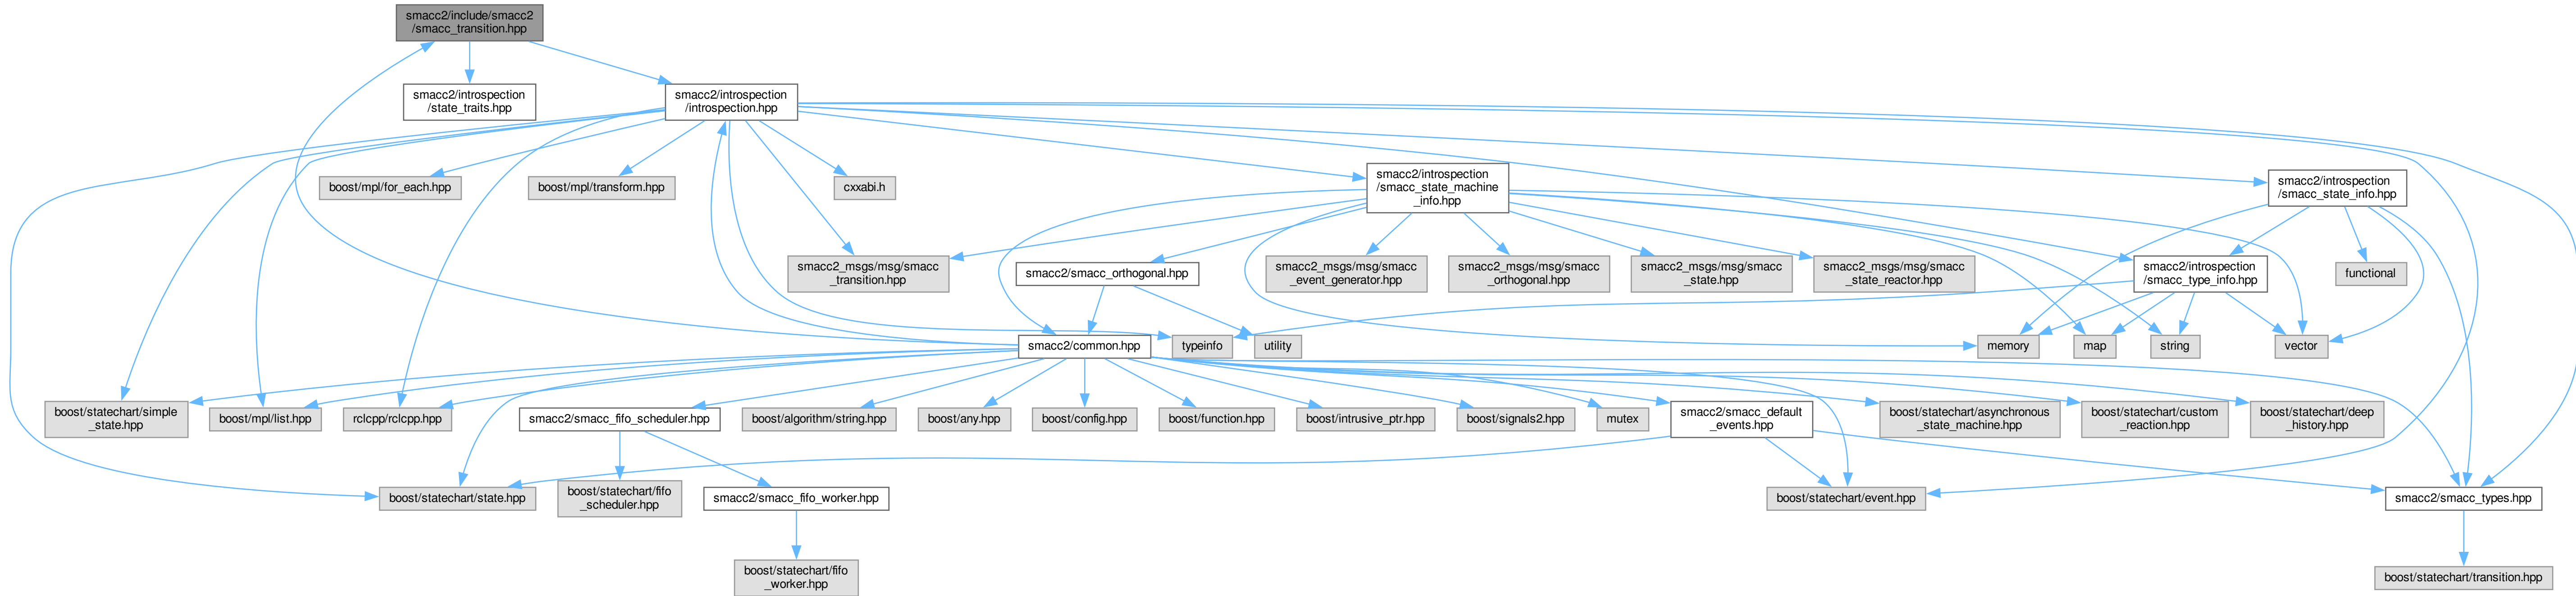 smacc2/include/smacc2
/smacc_transition.hpp
smacc2/introspection
/state_traits.hpp
smacc2/introspection
/introspection.hpp
boost/mpl/for_each.hpp
boost/mpl/transform.hpp
cxxabi.h
smacc2/introspection
/smacc_state_machine
_info.hpp
smacc2/introspection
/smacc_state_info.hpp
smacc2_msgs/msg/smacc
_transition.hpp
smacc2/smacc_orthogonal.hpp
smacc2_msgs/msg/smacc
_event_generator.hpp
smacc2_msgs/msg/smacc
_orthogonal.hpp
smacc2_msgs/msg/smacc
_state.hpp
smacc2_msgs/msg/smacc
_state_reactor.hpp
smacc2/introspection
/smacc_type_info.hpp
functional
smacc2/common.hpp
typeinfo
utility
memory
map
string
vector
boost/statechart/simple
_state.hpp
boost/mpl/list.hpp
rclcpp/rclcpp.hpp
smacc2/smacc_fifo_scheduler.hpp
boost/algorithm/string.hpp
boost/any.hpp
boost/config.hpp
boost/function.hpp
boost/intrusive_ptr.hpp
boost/signals2.hpp
mutex
smacc2/smacc_default
_events.hpp
boost/statechart/asynchronous
_state_machine.hpp
boost/statechart/custom
_reaction.hpp
boost/statechart/deep
_history.hpp
boost/statechart/state.hpp
boost/statechart/fifo
_scheduler.hpp
smacc2/smacc_fifo_worker.hpp
boost/statechart/event.hpp
smacc2/smacc_types.hpp
boost/statechart/fifo
_worker.hpp
boost/statechart/transition.hpp